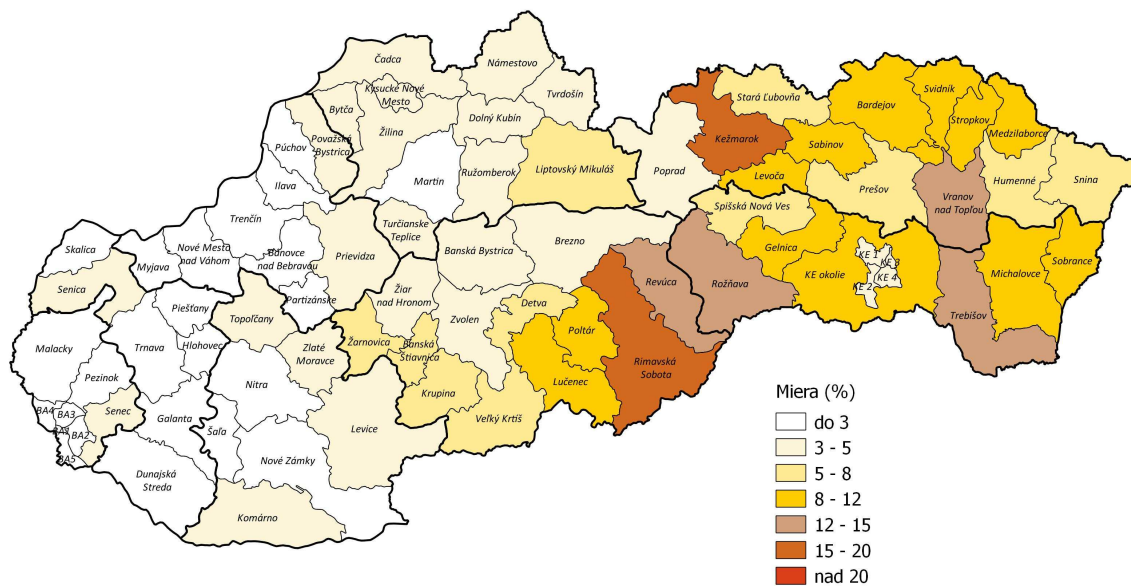 Čadca
Námestovo
Kysucké Nové
Mesto
Tvrdošín
Bytča
Dolný Kubín
Žilina
Považská
Bystrica
Púchov
Martin
Ružomberok
Liptovský Mikuláš
Poprad
Kežmarok
Stará Ľubovňa
Bardejov
Svidník
Stropkov
Medzilaborce
Sabinov
Levoča
Prešov
Vranov
nad Topľou
Humenné
Snina
Ilava
Trenčín
Turčianske
Teplice
Spišská Nová Ves
Gelnica
KE okolie
KE 1
KE 3
KE 4
KE 2
Michalovce
Sobrance
Trebišov
Skalica
Myjava
Nové Mesto
nad Váhom
Bánovce
nad Bebravou
Prievidza
Banská Bystrica
Brezno
Revúca
Rožňava
Senica
Piešťany
Partizánske
Topoľčany
Žiar
nad Hronom
Zvolen
Detva
Poltár
Rimavská
Sobota
Malacky
Trnava
Hlohovec
Zlaté
Moravce
Žarnovica
Banská
Štiavnica
Krupina
Lučenec
Veľký Krtíš
Pezinok
Nitra
Levice
BA4
BA3
BA2
BA5
Senec
Galanta
Šaľa
Nové Zámky
Dunajská
Streda
Komárno
Miera (%)
do 3
3 - 5
5 - 8
8 - 12
12 - 15
15 - 20
nad 20